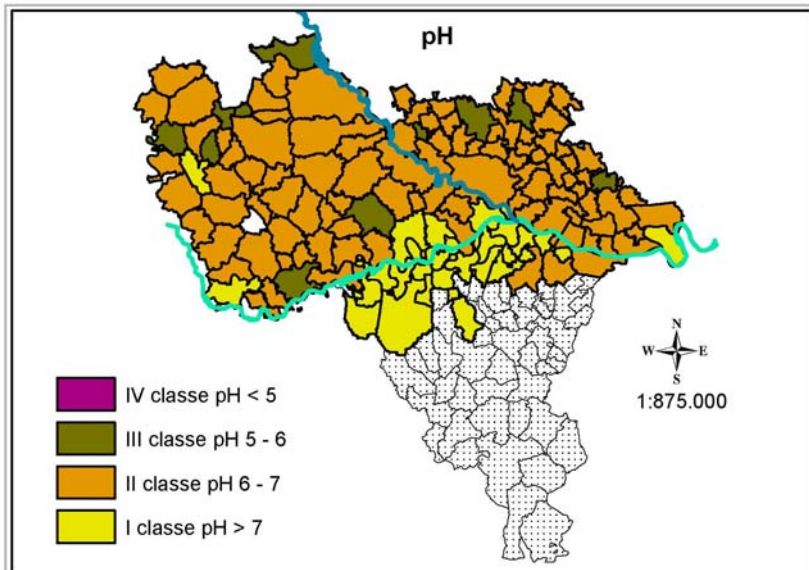 pH
N
W E
S
1:875.000
IV classe pH < 5
III classe pH 5 - 6
II classe pH 6 - 7
I classe pH > 7